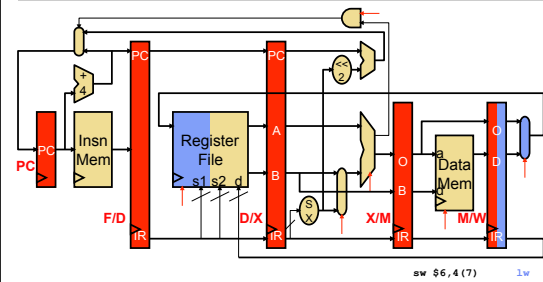 PC
PC
<<
2
+
4
PC
PC
Insn
Mem
Register
File
s1 s2 d
A
B
S
X
O
B
a
d
Data
Mem
O
D
F/D
D/X
X/M
M/W
IR
IR
IR
IR
sw $6,4(7)
lw